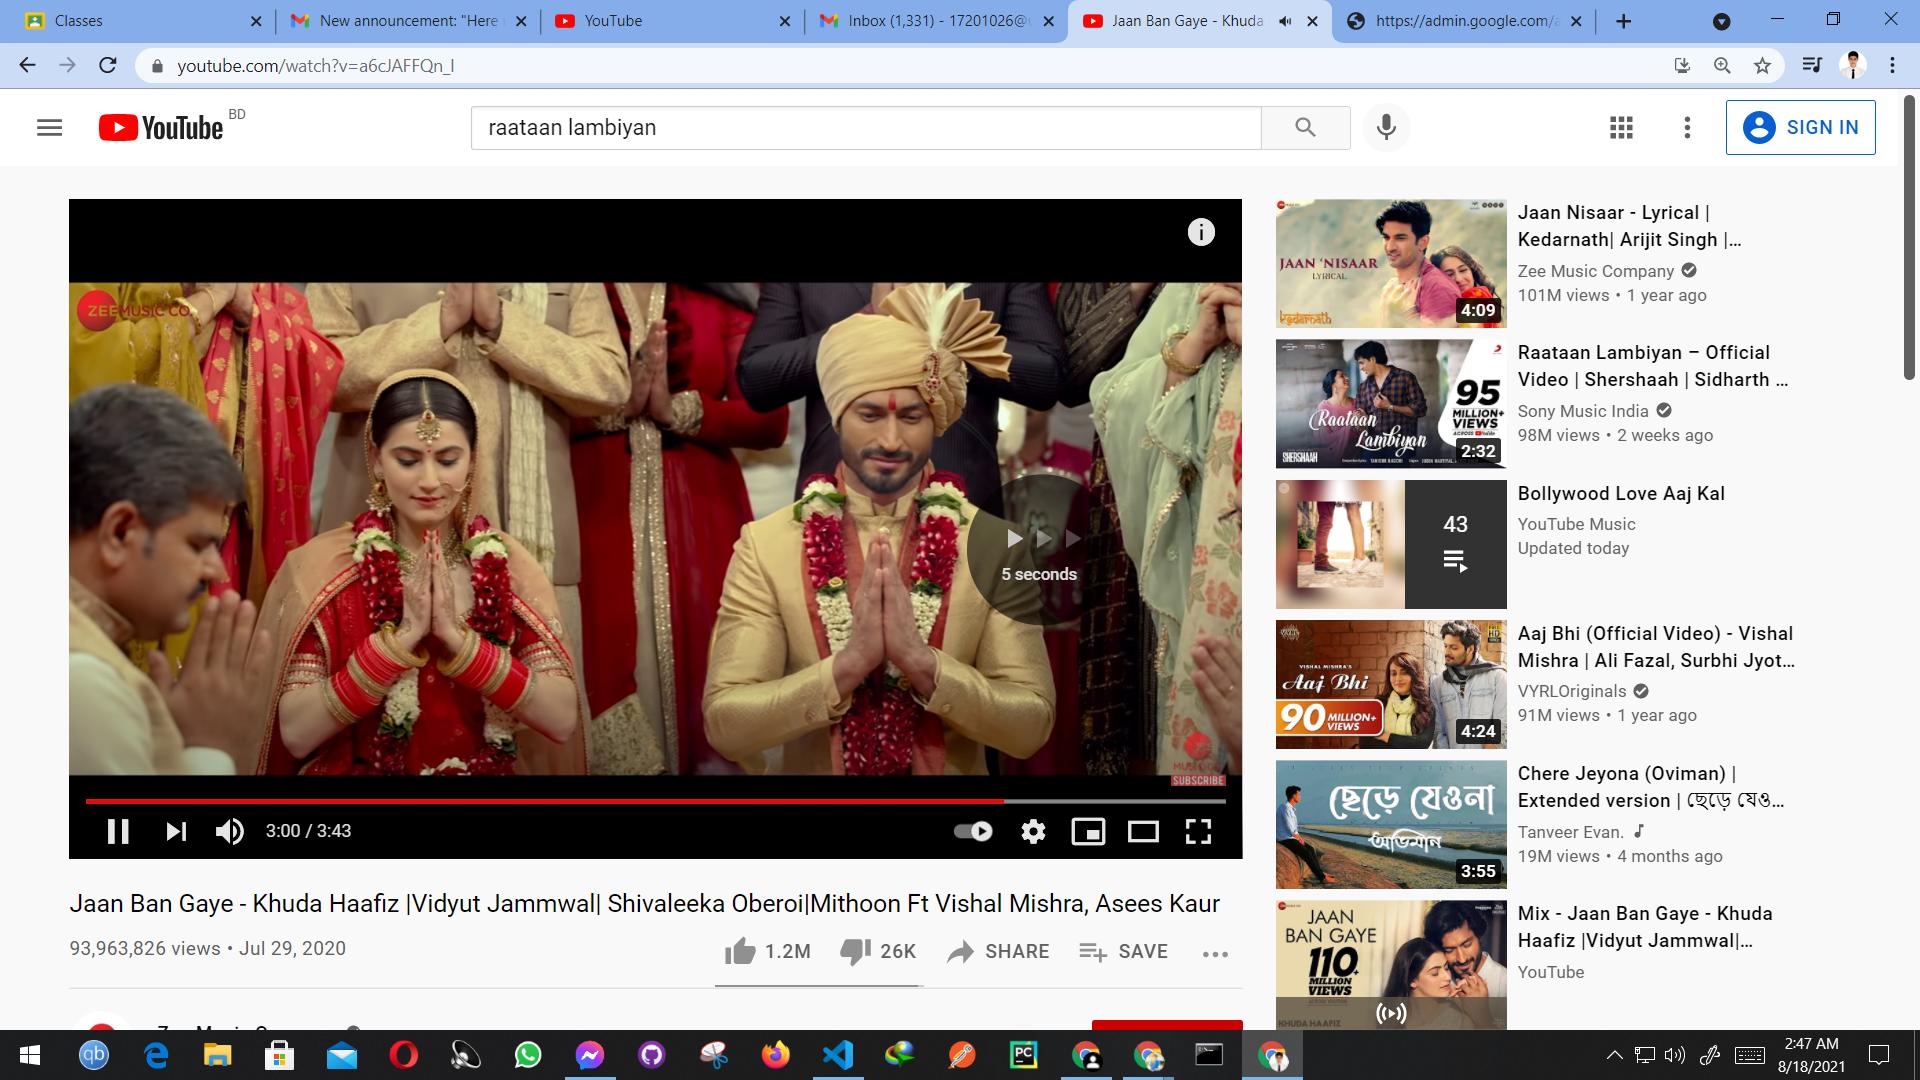 Classes
New announcement: "Here
YouTube
Inbox (1,331) - 17201026@
Jaan Ban Gaye - Khuda
https://admin.google.com/a
youtube.com/watch?v=a6cJAFFQn_I
YouTube BD
raataan lambiyan
SIGN IN
ZEE MUSIC CO.
5 seconds
SUBSCRIBE
3:00 / 3:43
Jaan Ban Gaye - Khuda Haafiz |Vidyut Jammwal| Shivaleeka Oberoi|Mithoon Ft Vishal Mishra, Asees Kaur
93,963,826 views • Jul 29, 2020
1.2M
26K
SHARE
SAVE
JAAN 'NISAAR
LYRICAL
kedarnath
4:09
Jaan Nisaar - Lyrical |
Kedarnath| Arijit Singh |...
Zee Music Company
101M views • 1 year ago
95
MILLION+
VIEWS
ACROSS YouTube
Raataan
Lambiyan
SHERSHAAH
2:32
Raataan Lambiyan – Official
Video | Shershaah | Sidharth ...
Sony Music India
98M views • 2 weeks ago
43
Bollywood Love Aaj Kal
YouTube Music
Updated today
VISHAL MISHRA'S
Aaj Bhi
90 MILLION+
VIEWS
4:24
Aaj Bhi (Official Video) - Vishal
Mishra | Ali Fazal, Surbhi Jyot...
VYRLOriginals
91M views • 1 year ago
ছেড়ে যেওনা
অভিমান
3:55
Chere Jeyona (Oviman) |
Extended version | ছেড়ে যেও...
Tanveer Evan.
19M views • 4 months ago
JAAN
BAN GAYE
110+
MILLION
VIEWS
KHUDA HAAFIZ
Mix - Jaan Ban Gaye - Khuda
Haafiz |Vidyut Jammwal|...
YouTube
qb
PC
2:47 AM
8/18/2021